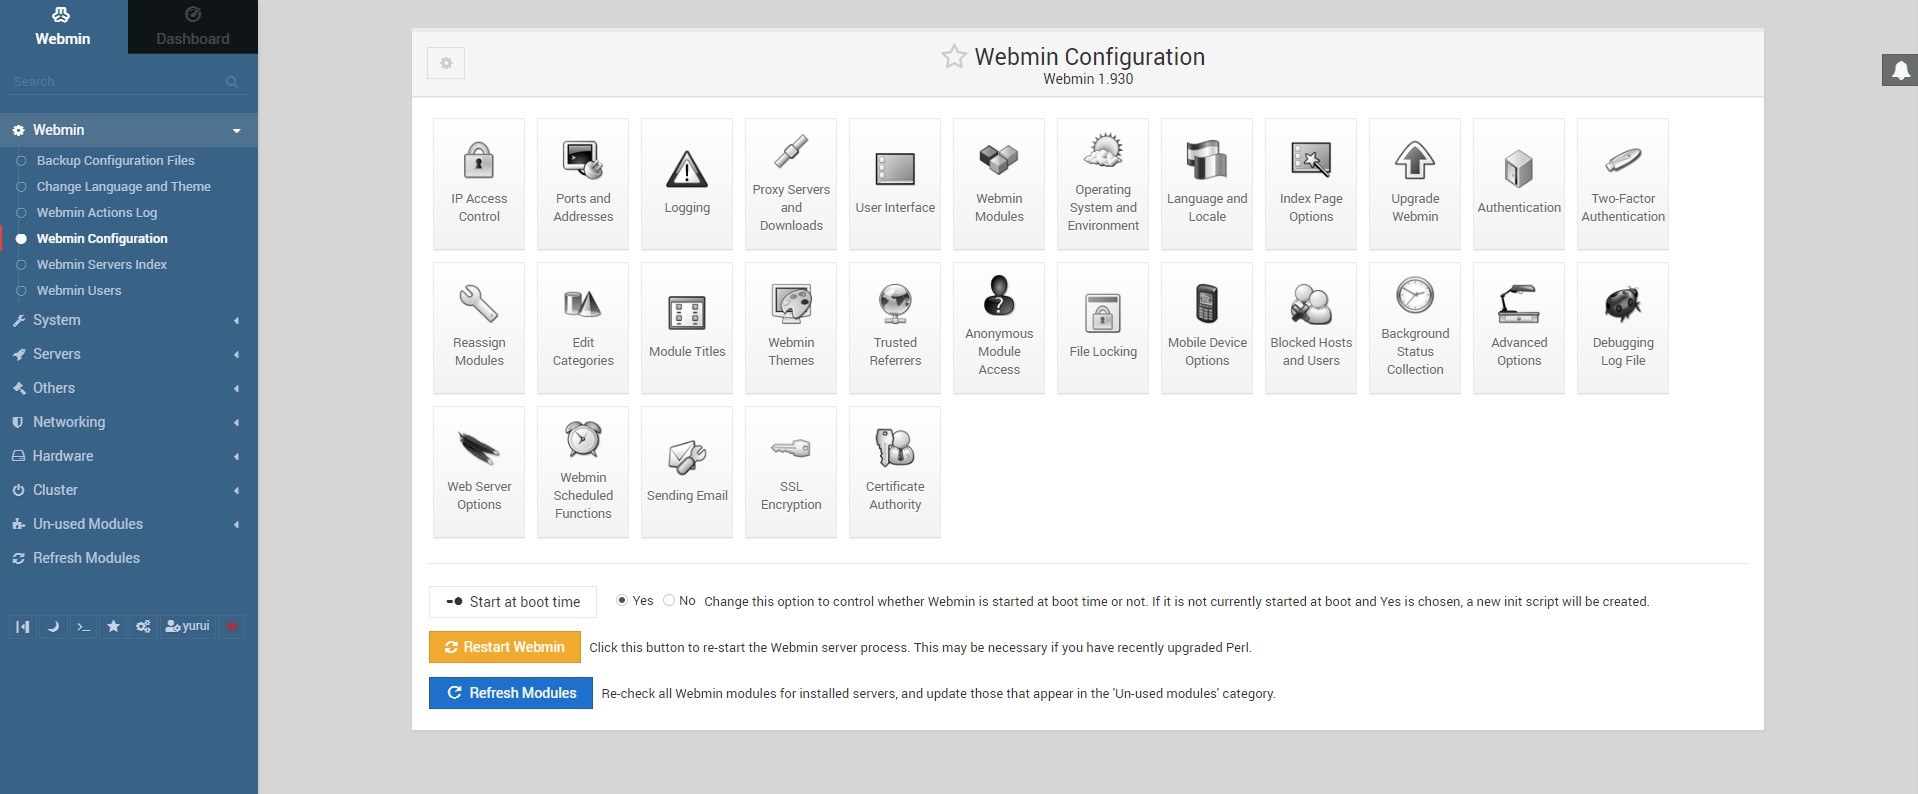 Webmin
Dashboard
Search
Webmin
Backup Configuration Files
Change Language and Theme
Webmin Actions Log
Webmin Configuration
Webmin Servers Index
Webmin Users
System
Servers
Others
Networking
Hardware
Cluster
Un-used Modules
Refresh Modules
yurui
Webmin Configuration
Webmin 1.930
IP Access
Control
Ports and
Addresses
Logging
Proxy Servers
and
Downloads
User Interface
Webmin
Modules
Operating
System and
Environment
Language and
Locale
Index Page
Options
Upgrade
Webmin
Authentication
Two-Factor
Authentication
Reassign
Modules
Edit
Categories
Module Titles
Webmin
Themes
Trusted
Referrers
Anonymous
Module
Access
File Locking
Mobile Device
Options
Blocked Hosts
and Users
Background
Status
Collection
Advanced
Options
Debugging
Log File
Web Server
Options
Webmin
Scheduled
Functions
Sending Email
SSL
Encryption
Certificate
Authority
Start at boot time Yes No Change this option to control whether Webmin is started at boot time or not. If it is not currently started at boot and Yes is chosen, a new init script will be created.
Restart Webmin Click this button to re-start the Webmin server process. This may be necessary if you have recently upgraded Perl.
Refresh Modules Re-check all Webmin modules for installed servers, and update those that appear in the 'Un-used modules' category.